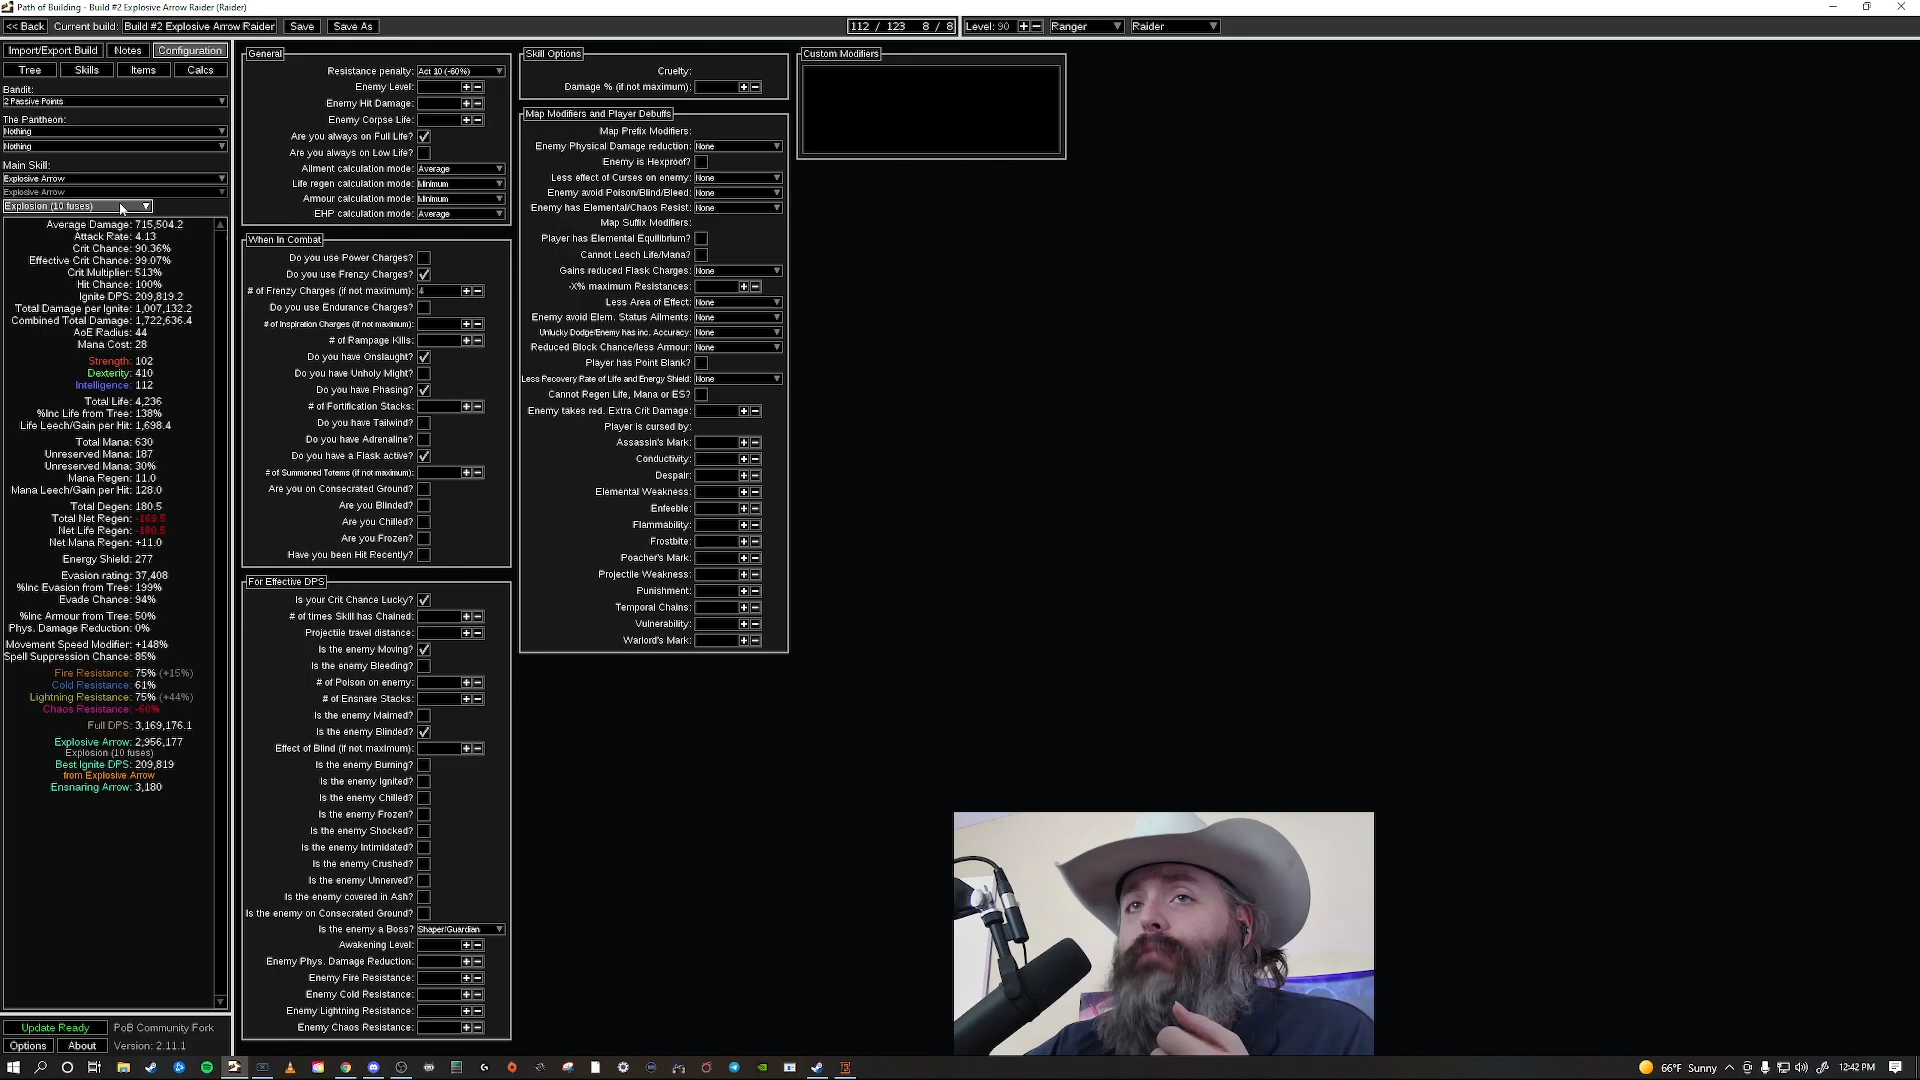 Path of Building - Build #2 Explosive Arrow Raider (Raider)
<< Back Current build: Build #2 Explosive Arrow Raider Save Save As 112 / 123 8 / 8 Level: 90 Ranger Raider
Import/Export Build Notes Configuration
Tree Skills Items Calcs
Bandit:
2 Passive Points
The Pantheon:
Nothing
Nothing
Main Skill:
Explosive Arrow
Explosive Arrow
Explosion (10 fuses)
Average Damage: 715,504.2
Attack Rate: 4.13
Crit Chance: 90.36%
Effective Crit Chance: 99.07%
Crit Multiplier: 513%
Hit Chance: 100%
Ignite DPS: 209,819.2
Total Damage per Ignite: 1,007,132.2
Combined Total Damage: 1,722,636.4
AoE Radius: 44
Mana Cost: 28
Strength: 102
Dexterity: 410
Intelligence: 112
Total Life: 4,236
%Inc Life from Tree: 138%
Life Leech/Gain per Hit: 1,698.4
Total Mana: 630
Unreserved Mana: 187
Unreserved Mana: 30%
Mana Regen: 11.0
Mana Leech/Gain per Hit: 128.0
Total Degen: 180.5
Total Net Regen: -169.5
Net Life Regen: -180.5
Net Mana Regen: +11.0
Energy Shield: 277
Evasion rating: 37,408
%Inc Evasion from Tree: 199%
Evade Chance: 94%
%Inc Armour from Tree: 50%
Phys. Damage Reduction: 0%
Movement Speed Modifier: +148%
Spell Suppression Chance: 85%
Fire Resistance: 75% (+15%)
Cold Resistance: 61%
Lightning Resistance: 75% (+44%)
Chaos Resistance: -60%
Full DPS: 3,169,176.1
Explosive Arrow: 2,956,177
Explosion (10 fuses)
Best Ignite DPS: 209,819
from Explosive Arrow
Ensnaring Arrow: 3,180
Update Ready PoB Community Fork
Options About Version: 2.11.1
General
Resistance penalty: Act 10 (-60%)
Enemy Level:
Enemy Hit Damage:
Enemy Corpse Life:
Are you always on Full Life?
Are you always on Low Life?
Ailment calculation mode: Average
Life regen calculation mode: Minimum
Armour calculation mode: Minimum
EHP calculation mode: Average
When In Combat
Do you use Power Charges?
Do you use Frenzy Charges?
# of Frenzy Charges (if not maximum): 4
Do you use Endurance Charges?
# of Inspiration Charges (if not maximum):
# of Rampage Kills:
Do you have Onslaught?
Do you have Unholy Might?
Do you have Phasing?
# of Fortification Stacks:
Do you have Tailwind?
Do you have Adrenaline?
Do you have a Flask active?
# of Summoned Totems (if not maximum):
Are you on Consecrated Ground?
Are you Blinded?
Are you Chilled?
Are you Frozen?
Have you been Hit Recently?
For Effective DPS
Is your Crit Chance Lucky?
# of times Skill has Chained:
Projectile travel distance:
Is the enemy Moving?
Is the enemy Bleeding?
# of Poison on enemy:
# of Ensnare Stacks:
Is the enemy Maimed?
Is the enemy Blinded?
Effect of Blind (if not maximum):
Is the enemy Burning?
Is the enemy Ignited?
Is the enemy Chilled?
Is the enemy Frozen?
Is the enemy Shocked?
Is the enemy Intimidated?
Is the enemy Crushed?
Is the enemy Unnerved?
Is the enemy covered in Ash?
Is the enemy on Consecrated Ground?
Is the enemy a Boss? Shaper/Guardian
Awakening Level:
Enemy Phys. Damage Reduction:
Enemy Fire Resistance:
Enemy Cold Resistance:
Enemy Lightning Resistance:
Enemy Chaos Resistance:
Skill Options
Cruelty:
Damage % (if not maximum):
Map Modifiers and Player Debuffs
Map Prefix Modifiers:
Enemy Physical Damage reduction: None
Enemy is Hexproof?
Less effect of Curses on enemy: None
Enemy avoid Poison/Blind/Bleed: None
Enemy has Elemental/Chaos Resist: None
Map Suffix Modifiers:
Player has Elemental Equilibrium?
Cannot Leech Life/Mana?
Gains reduced Flask Charges: None
-X% maximum Resistances:
Less Area of Effect: None
Enemy avoid Elem. Status Ailments: None
Unlucky Dodge/Enemy has inc. Accuracy: None
Reduced Block Chance/less Armour: None
Player has Point Blank?
Less Recovery Rate of Life and Energy Shield: None
Cannot Regen Life, Mana or ES?
Enemy takes red. Extra Crit Damage:
Player is cursed by:
Assassin's Mark:
Conductivity:
Despair:
Elemental Weakness:
Enfeeble:
Flammability:
Frostbite:
Poacher's Mark:
Projectile Weakness:
Punishment:
Temporal Chains:
Vulnerability:
Warlord's Mark:
Custom Modifiers
66°F Sunny 12:42 PM